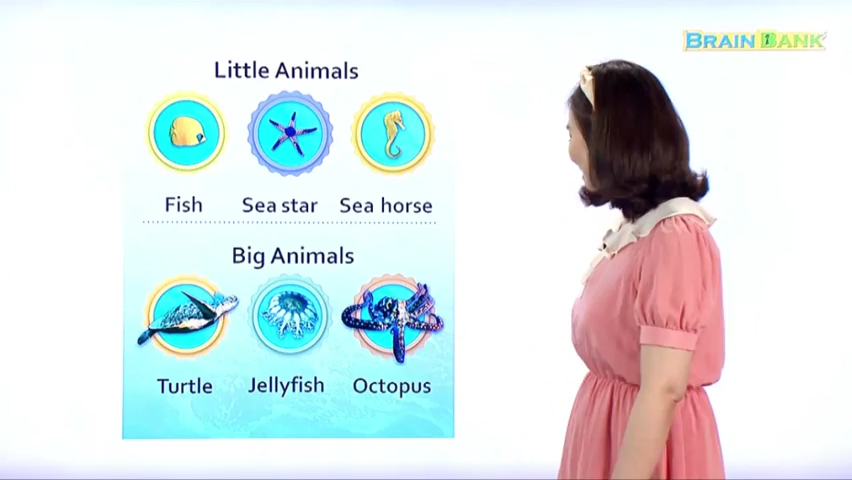 BRAIN BANK
Little Animals
Fish Sea star Sea horse
Big Animals
Turtle Jellyfish Octopus